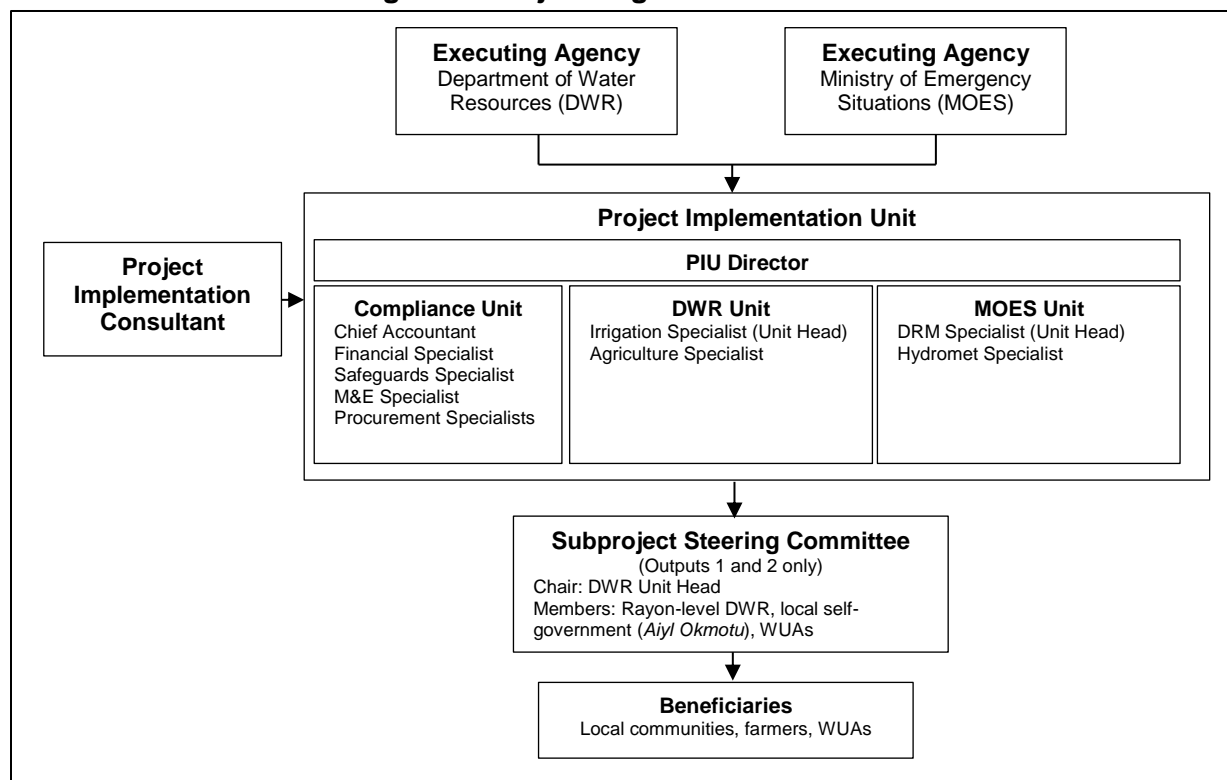 Executing Agency
Department of Water
Resources (DWR)
Executing Agency
Ministry of Emergency
Situations (MOES)
Project Implementation Unit
PIU Director
Project
Implementation
Consultant
Compliance Unit
Chief Accountant
Financial Specialist
Safeguards Specialist
M&E Specialist
Procurement Specialists
DWR Unit
Irrigation Specialist (Unit Head)
Agriculture Specialist
MOES Unit
DRM Specialist (Unit Head)
Hydromet Specialist
Subproject Steering Committee
(Outputs 1 and 2 only)
Chair: DWR Unit Head
Members: Rayon-level DWR, local self-
government (Aiyl Okmotu), WUAs
Beneficiaries
Local communities, farmers, WUAs